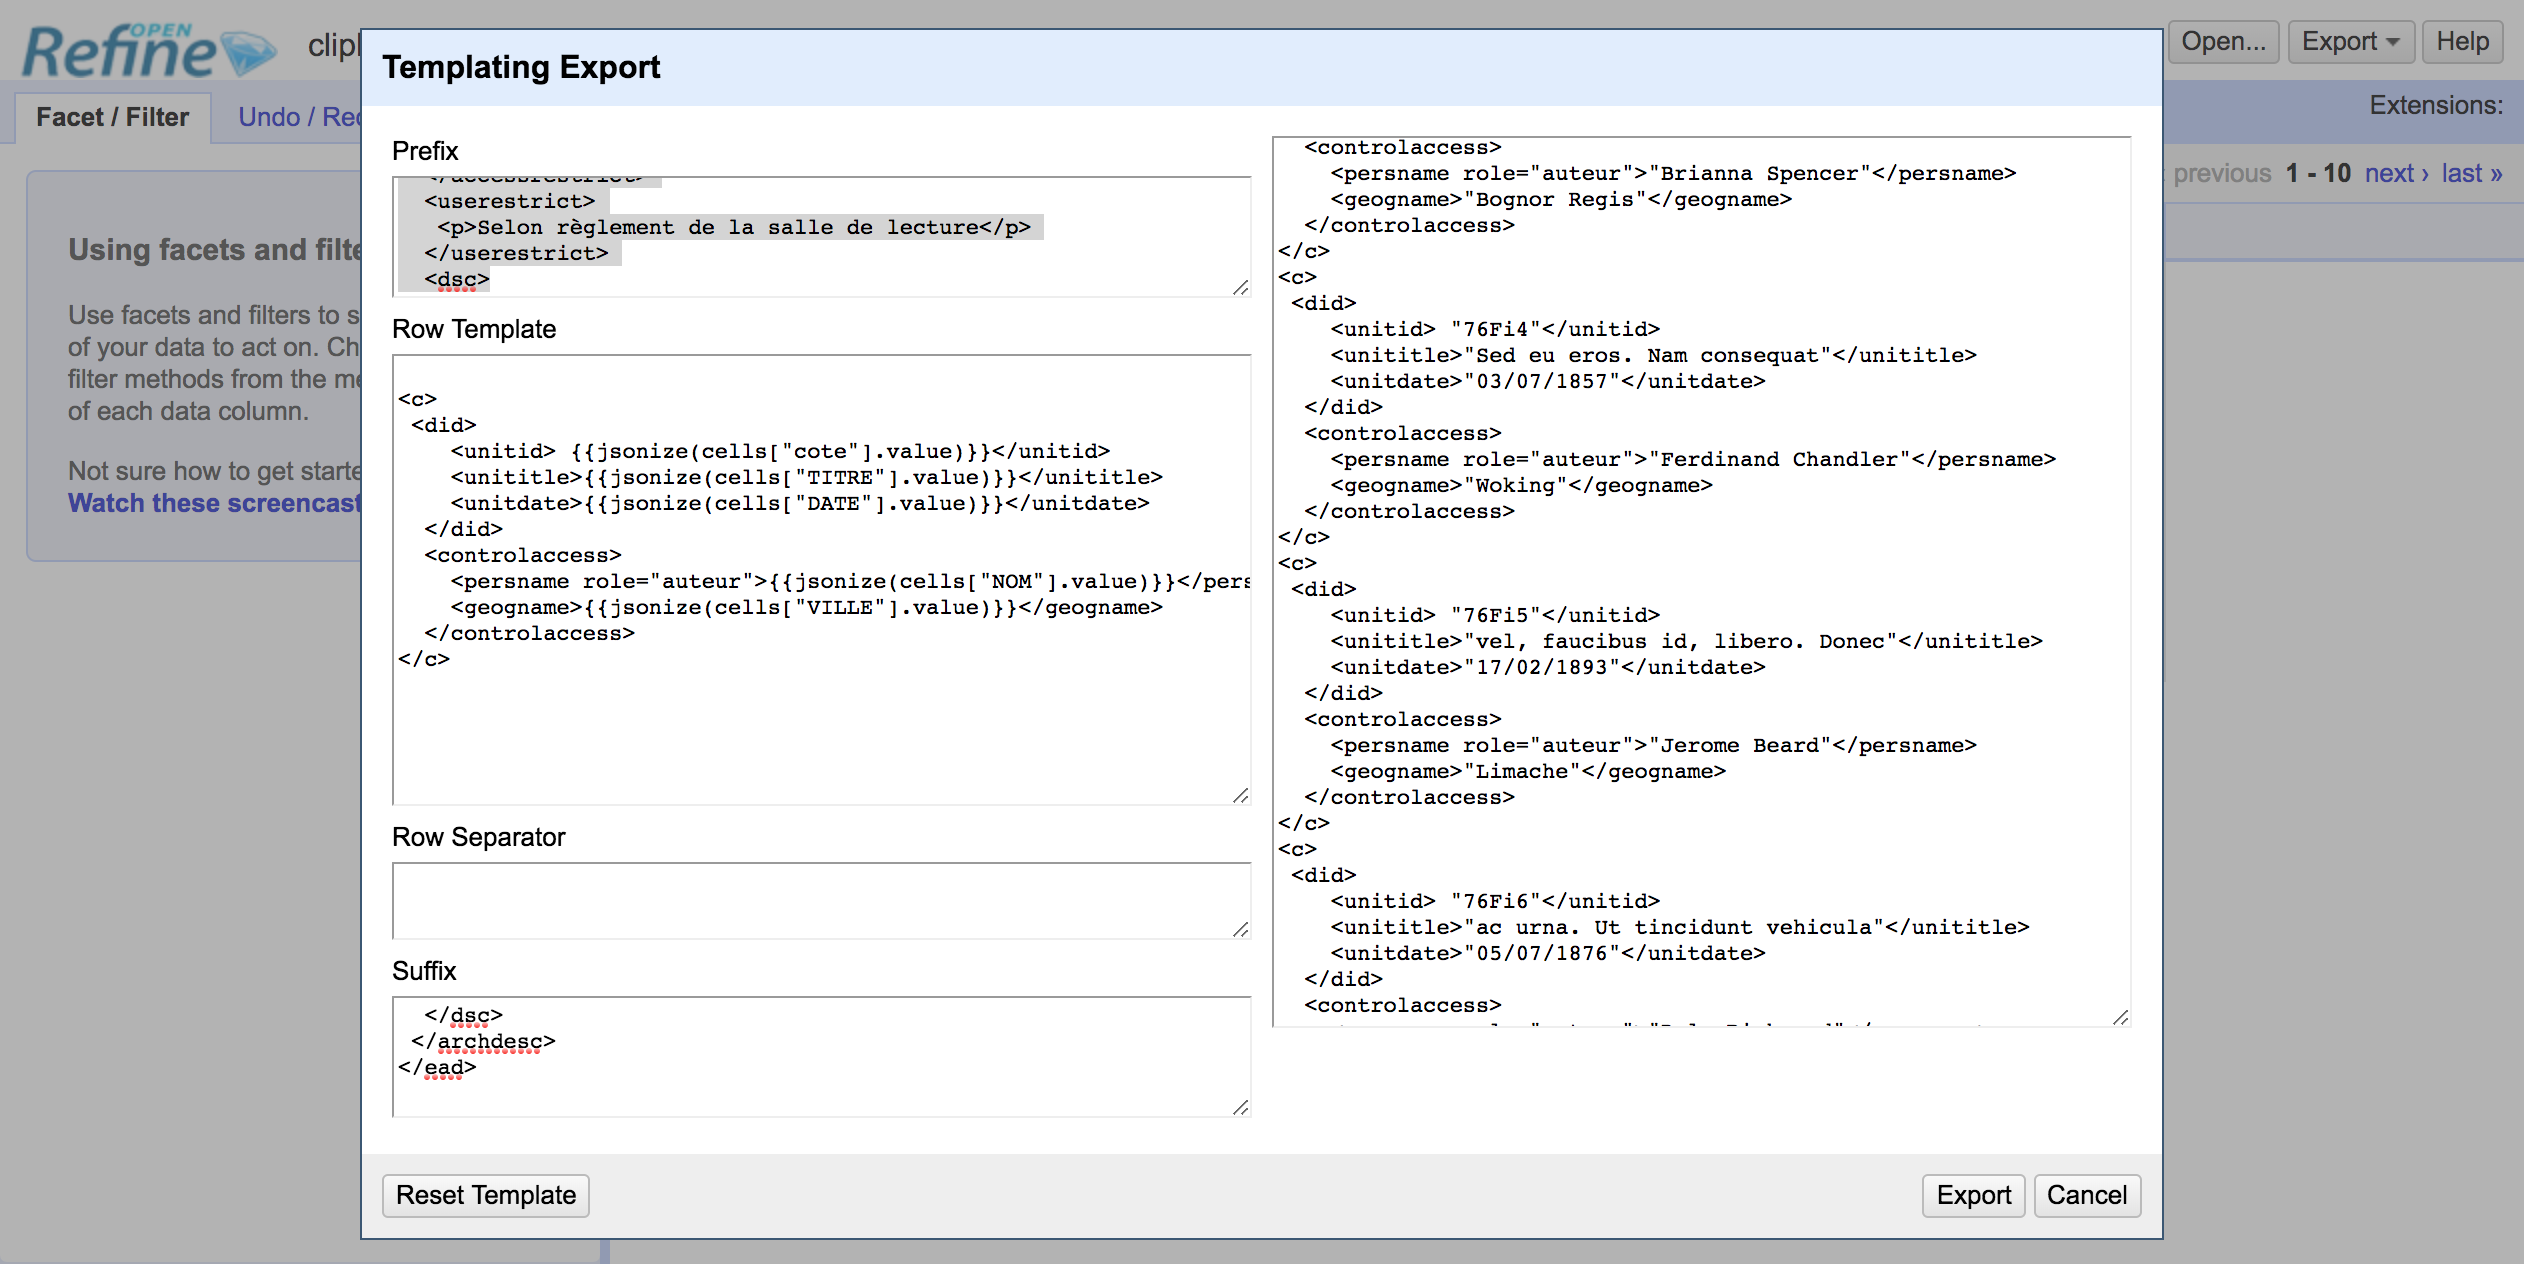 OPEN
Refine
clip
Open...
Export
Help
Facet / Filter
Undo / Re
Extensions:
previous 1 - 10 next › last »
Using facets and filte
Use facets and filters to s
of your data to act on. Ch
filter methods from the me
of each data column.
Not sure how to get starte
Watch these screencast
Templating Export
Prefix
</accessrestrict>
<userestrict>
<p>Selon règlement de la salle de lecture</p>
</userestrict>
<dsc>
Row Template
<c>
<did>
<unitid> {{jsonize(cells["cote"].value)}}</unitid>
<unititle>{{jsonize(cells["TITRE"].value)}}</unititle>
<unitdate>{{jsonize(cells["DATE"].value)}}</unitdate>
</did>
<controlaccess>
<persname role="auteur">{{jsonize(cells["NOM"].value)}}</pers
<geogname>{{jsonize(cells["VILLE"].value)}}</geogname>
</controlaccess>
</c>
Row Separator
Suffix
</dsc>
</archdesc>
</ead>
<controlaccess>
<persname role="auteur">"Brianna Spencer"</persname>
<geogname>"Bognor Regis"</geogname>
</controlaccess>
</c>
<c>
<did>
<unitid> "76Fi4"</unitid>
<unititle>"Sed eu eros. Nam consequat"</unititle>
<unitdate>"03/07/1857"</unitdate>
</did>
<controlaccess>
<persname role="auteur">"Ferdinand Chandler"</persname>
<geogname>"Woking"</geogname>
</controlaccess>
</c>
<c>
<did>
<unitid> "76Fi5"</unitid>
<unititle>"vel, faucibus id, libero. Donec"</unititle>
<unitdate>"17/02/1893"</unitdate>
</did>
<controlaccess>
<persname role="auteur">"Jerome Beard"</persname>
<geogname>"Limache"</geogname>
</controlaccess>
</c>
<c>
<did>
<unitid> "76Fi6"</unitid>
<unititle>"ac urna. Ut tincidunt vehicula"</unititle>
<unitdate>"05/07/1876"</unitdate>
</did>
<controlaccess>
Reset Template
Export
Cancel